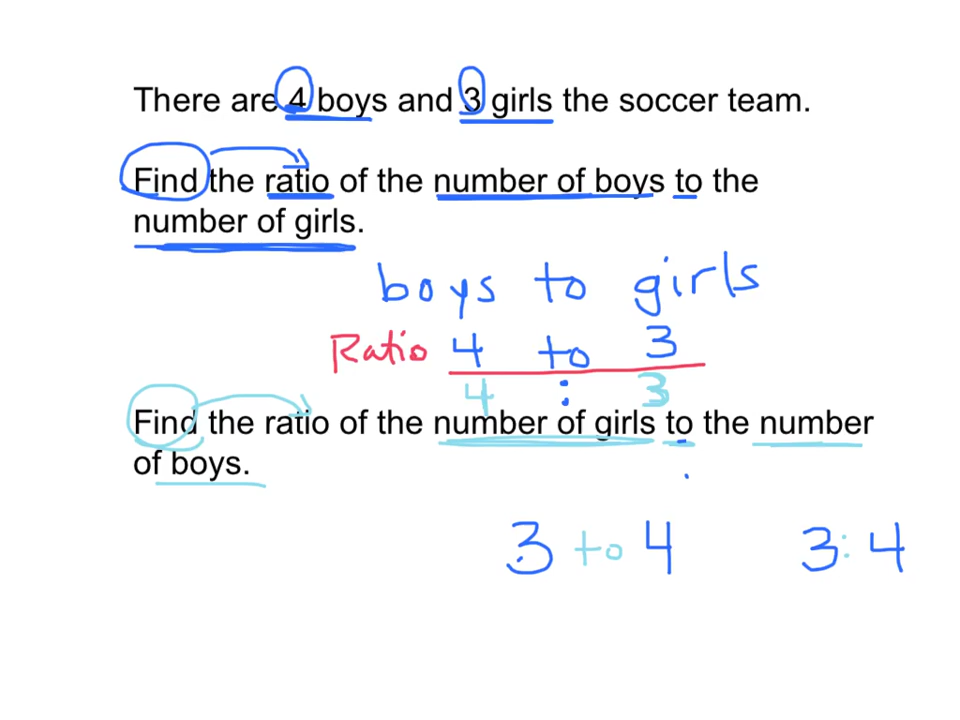 There are 4 boys and 3 girls the soccer team.
Find the ratio of the number of boys to the
number of girls.
boys to girls
Ratio 4 to 3
4 : 3
Find the ratio of the number of girls to the number
of boys.
3 to 4 3:4